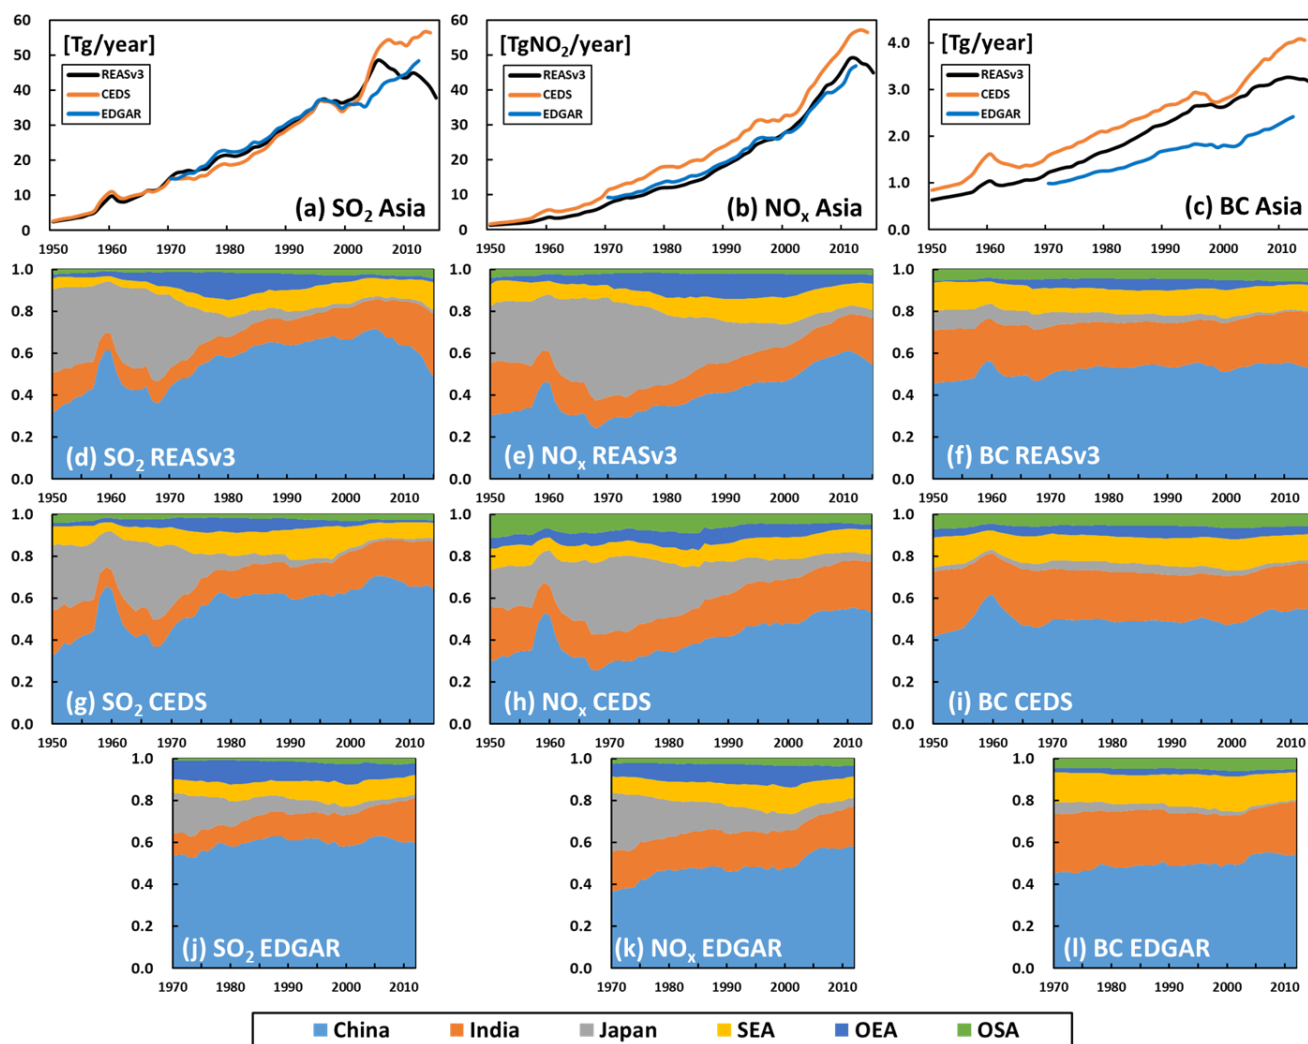 60
50
40
30
20
10
0
[Tg/year]
REASv3
CEDS
EDGAR
(a) SO2 Asia
1950 1960 1970 1980 1990 2000 2010
60
50
40
30
20
10
0
[TgNO2/year]
REASv3
CEDS
EDGAR
(b) NOx Asia
1950 1960 1970 1980 1990 2000 2010
4.0
3.0
2.0
1.0
0.0
[Tg/year]
REASv3
CEDS
EDGAR
(c) BC Asia
1950 1960 1970 1980 1990 2000 2010
1.0
0.8
0.6
0.4
0.2
0.0
(d) SO2 REASv3
1950 1960 1970 1980 1990 2000 2010
1.0
0.8
0.6
0.4
0.2
0.0
(e) NOx REASv3
1950 1960 1970 1980 1990 2000 2010
1.0
0.8
0.6
0.4
0.2
0.0
(f) BC REASv3
1950 1960 1970 1980 1990 2000 2010
1.0
0.8
0.6
0.4
0.2
0.0
(g) SO2 CEDS
1950 1960 1970 1980 1990 2000 2010
1.0
0.8
0.6
0.4
0.2
0.0
(h) NOx CEDS
1950 1960 1970 1980 1990 2000 2010
1.0
0.8
0.6
0.4
0.2
0.0
(i) BC CEDS
1950 1960 1970 1980 1990 2000 2010
1.0
0.8
0.6
0.4
0.2
0.0
(j) SO2 EDGAR
1970 1980 1990 2000 2010
1.0
0.8
0.6
0.4
0.2
0.0
(k) NOx EDGAR
1970 1980 1990 2000 2010
1.0
0.8
0.6
0.4
0.2
0.0
(l) BC EDGAR
1970 1980 1990 2000 2010
China India Japan SEA OEA OSA